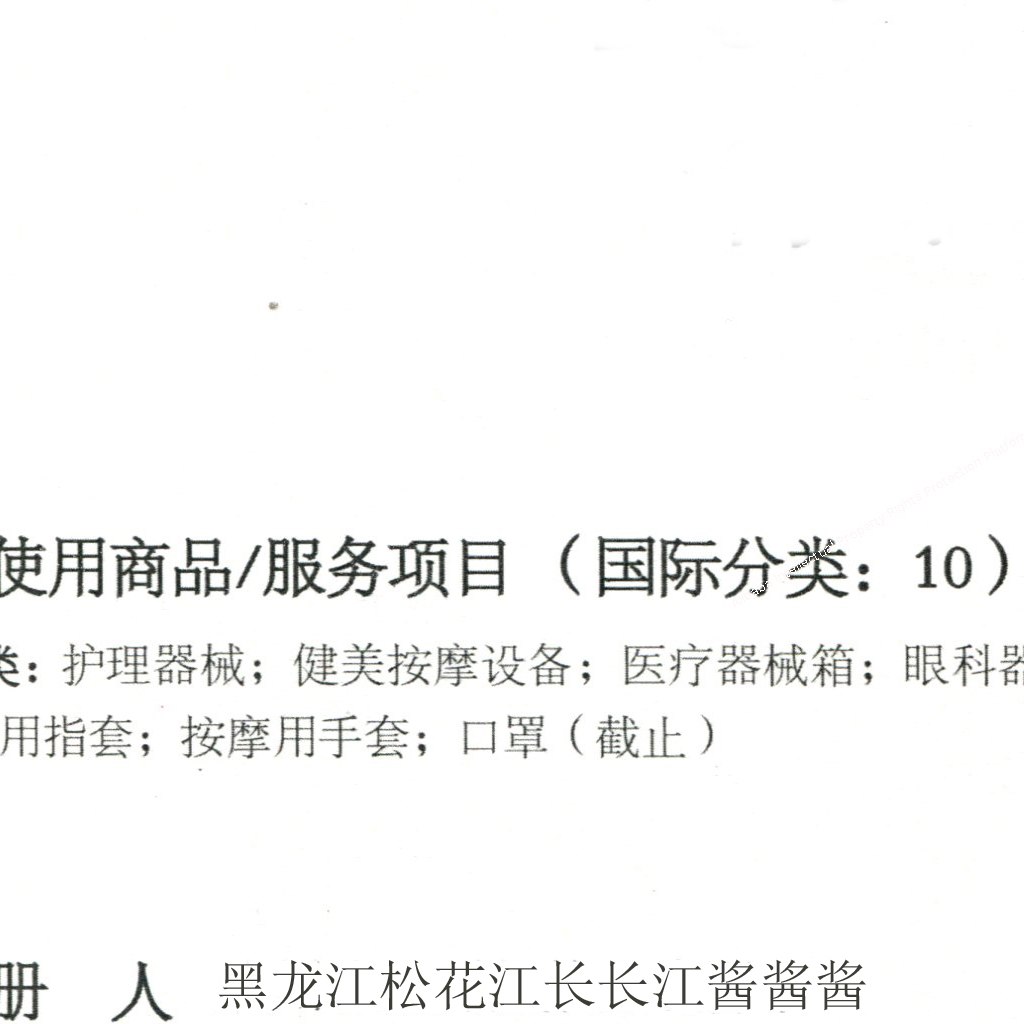 使用商品/服务项目（国际分类：10）
类：护理器械；健美按摩设备；医疗器械箱；眼科器
用指套；按摩用手套；口罩（截止）
册 人 黑龙江松花江长长江酱酱酱